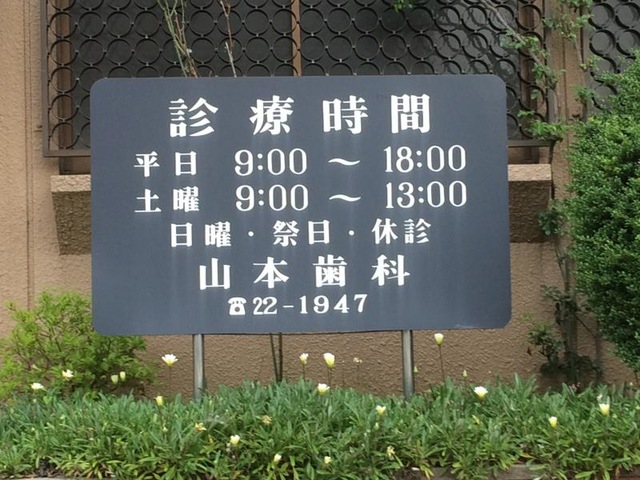 診療時間
平日 9:00 ～ 18:00
土曜 9:00 ～ 13:00
日曜・祭日・休診
山本歯科
☎22-1947